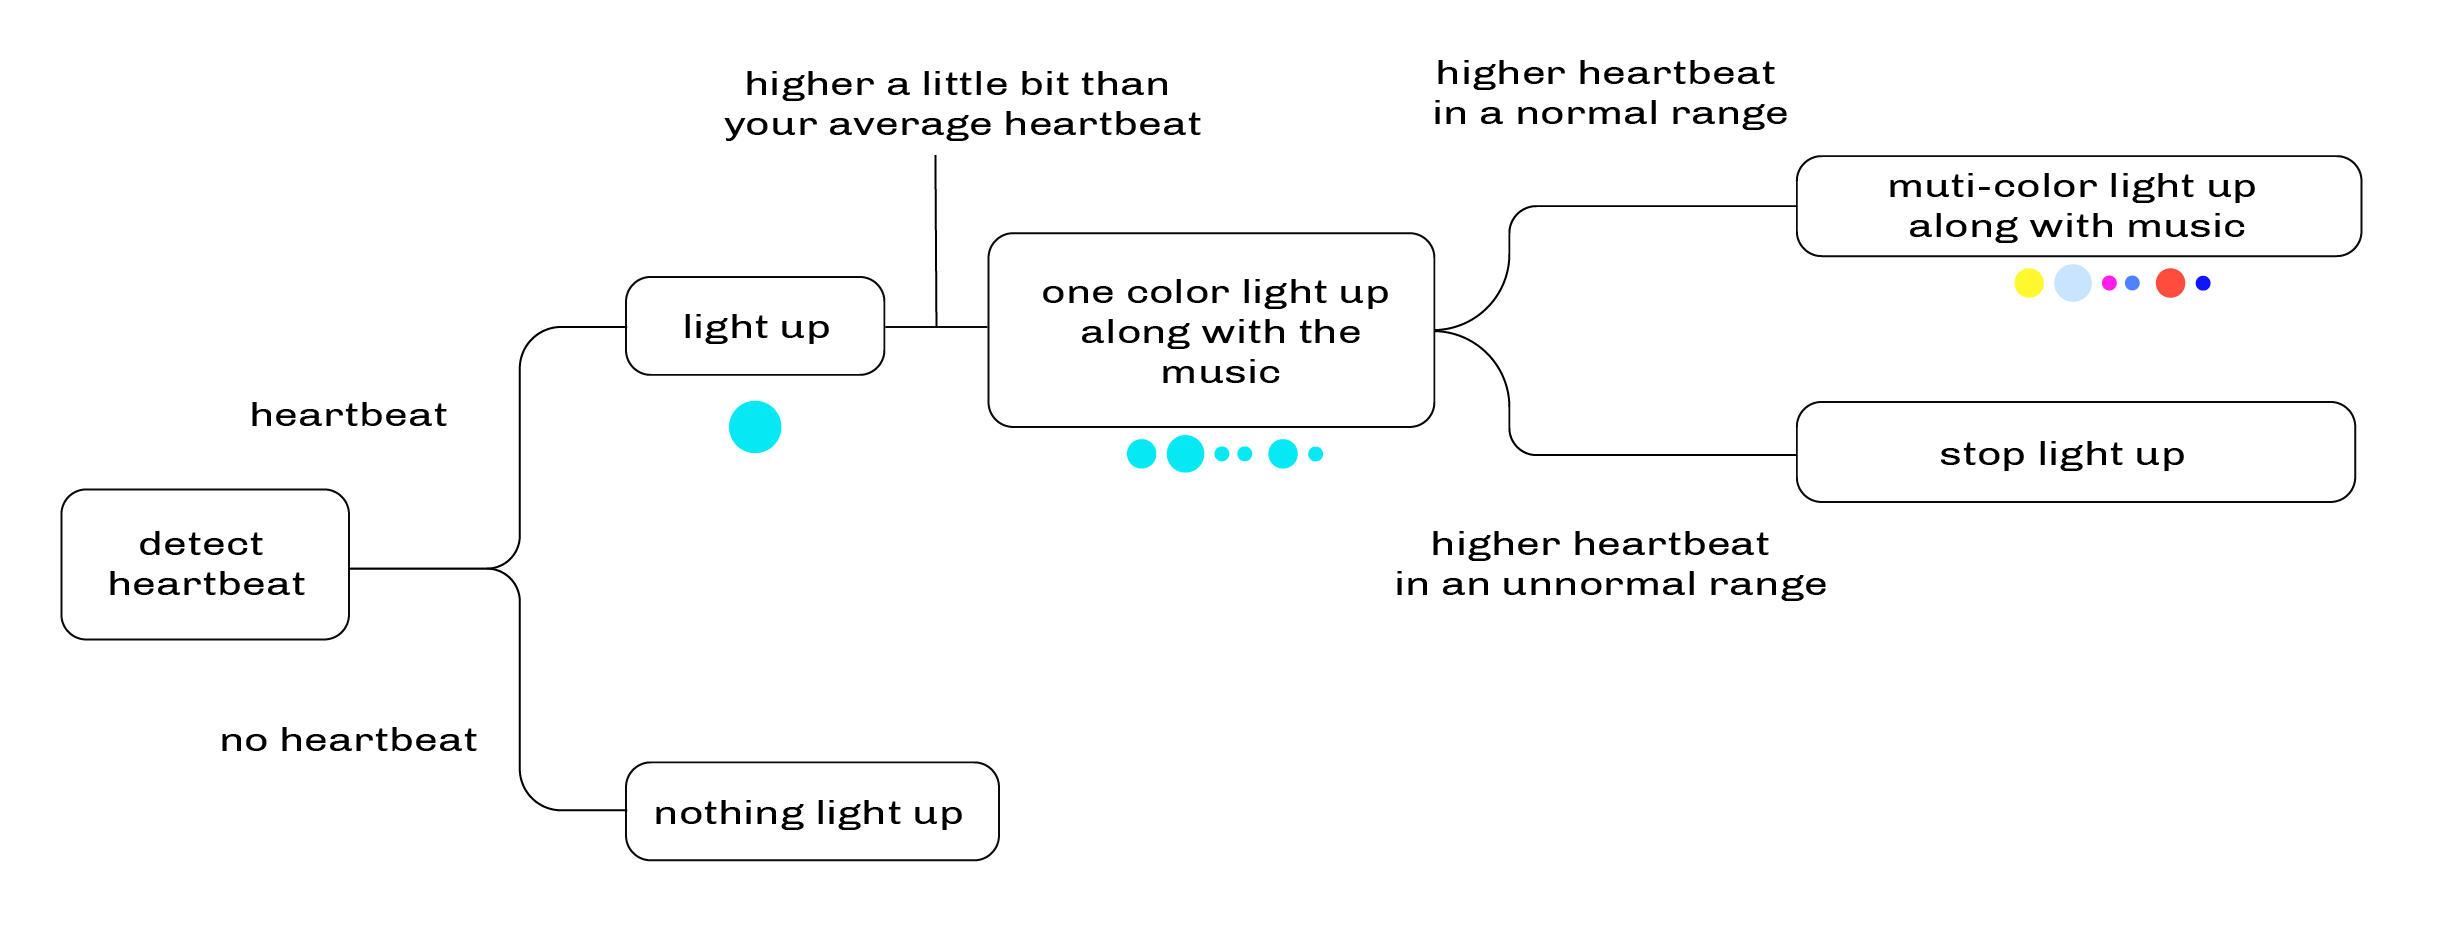 higher a little bit than
your average heartbeat
higher heartbeat
in a normal range
muti-color light up
along with music
light up
one color light up
along with the
music
heartbeat
stop light up
detect
heartbeat
higher heartbeat
in an unnormal range
no heartbeat
nothing light up